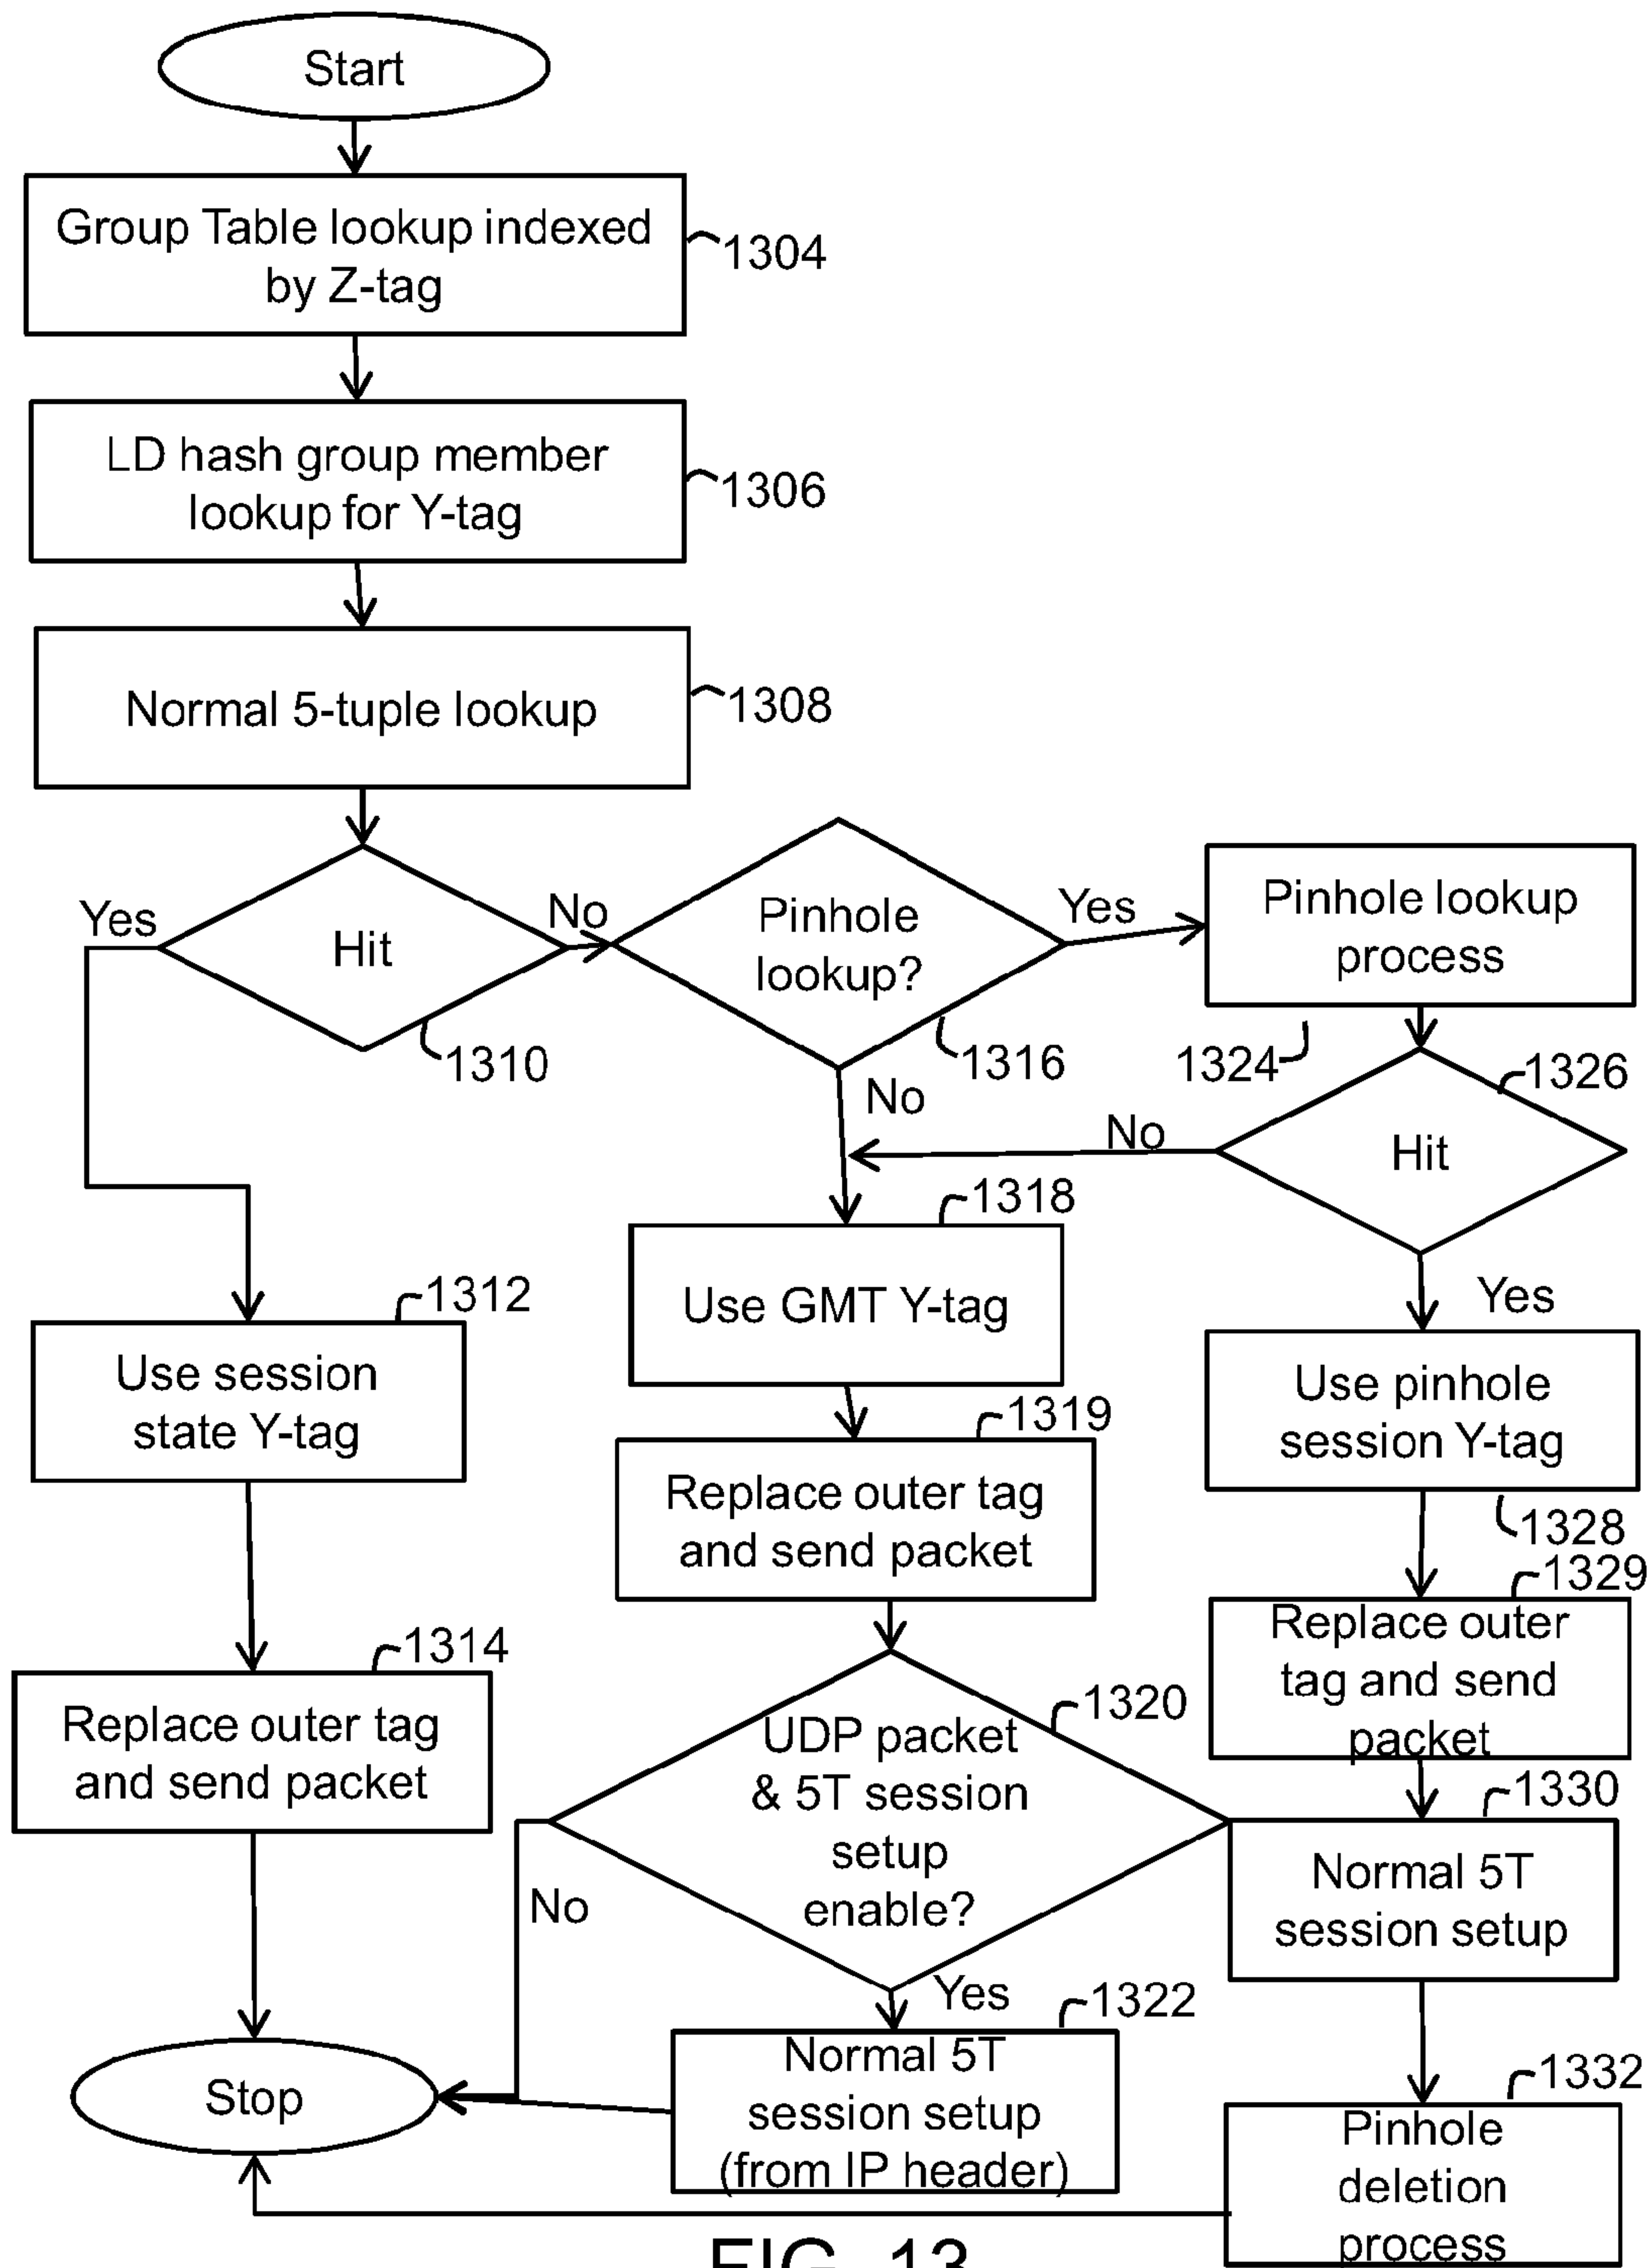 Start
Group Table lookup indexed
by Z-tag
1304
LD hash group member
lookup for Y-tag
1306
Normal 5-tuple lookup
1308
Yes
Hit
No
1310
Pinhole
lookup?
Yes
1316
No
Pinhole lookup
process
1324
1326
Hit
No
Yes
1312
Use session
state Y-tag
1318
Use GMT Y-tag
Use pinhole
session Y-tag
1328
1319
Replace outer tag
and send packet
1329
Replace outer
tag and send
packet
1314
Replace outer tag
and send packet
1320
UDP packet
& 5T session
setup
enable?
No
Yes
1330
Normal 5T
session setup
1322
Normal 5T
session setup
(from IP header)
Stop
1332
Pinhole
deletion
process
FIG. 13